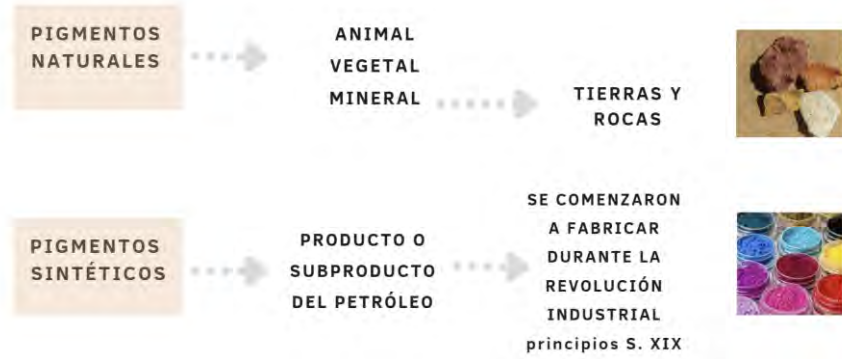 PIGMENTOS
NATURALES
ANIMAL
VEGETAL
MINERAL
TIERRAS Y
ROCAS
PIGMENTOS
SINTÉTICOS
PRODUCTO O
SUBPRODUCTO
DEL PETRÓLEO
SE COMENZARON
A FABRICAR
DURANTE LA
REVOLUCIÓN
INDUSTRIAL
principios S. XIX